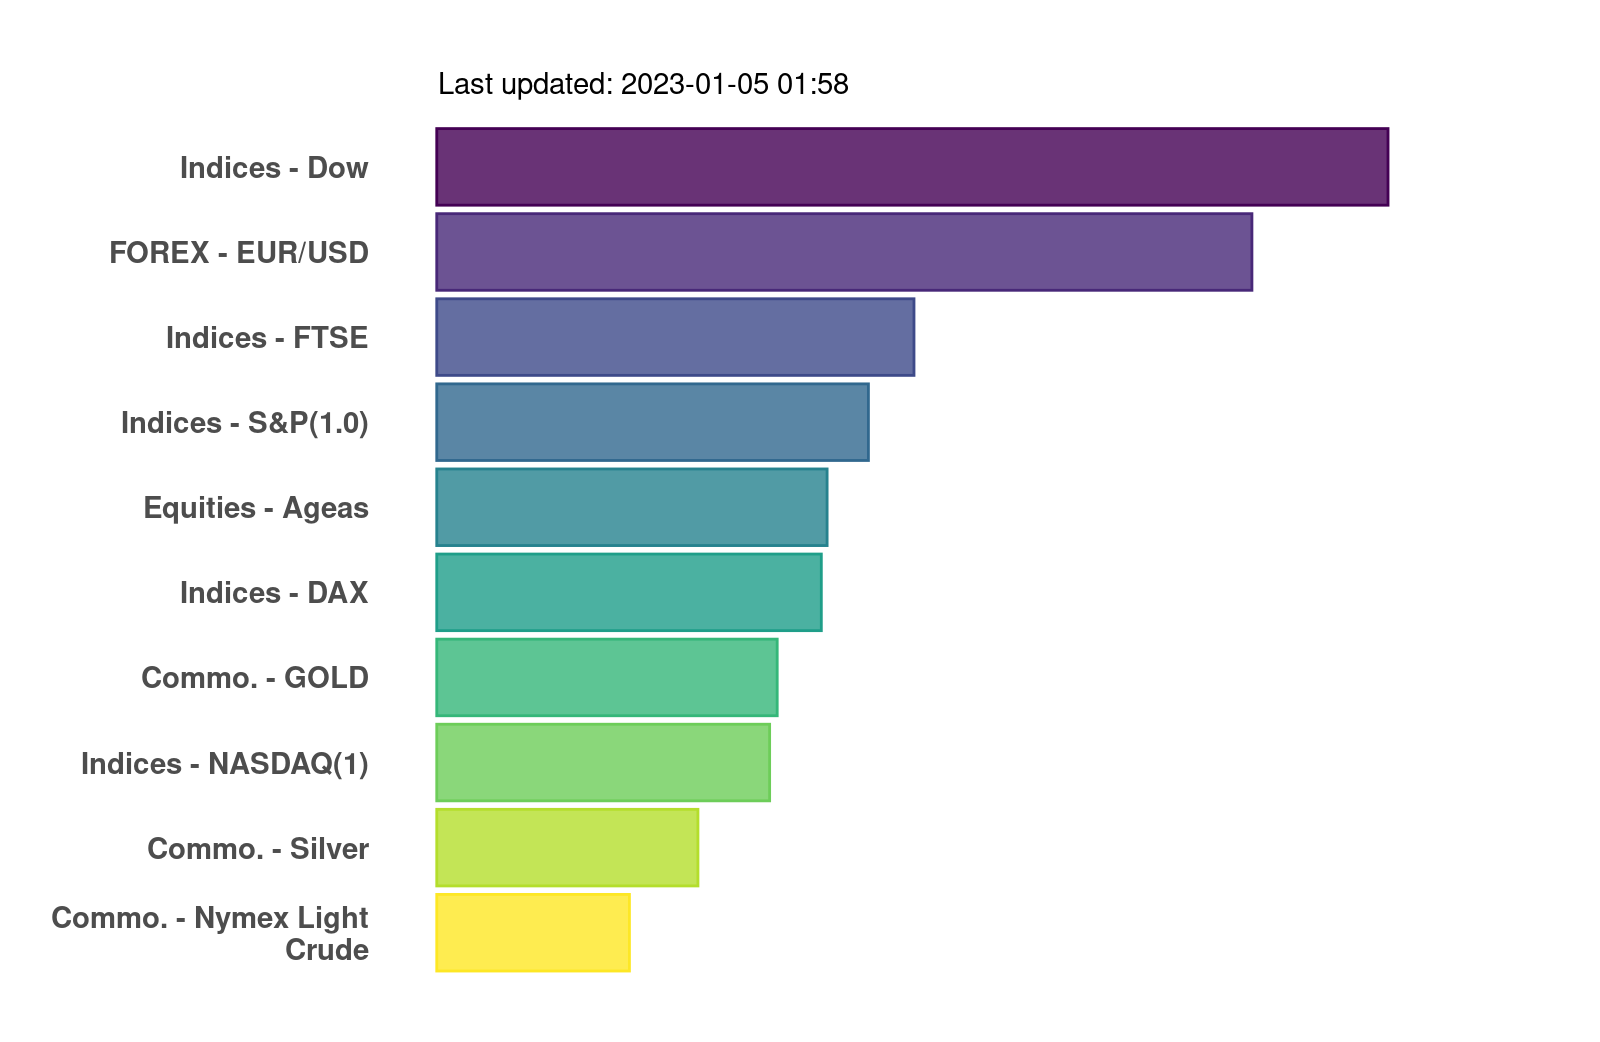 Last updated: 2023-01-05 01:58
Indices - Dow
FOREX - EUR/USD
Indices - FTSE
Indices - S&P(1.0)
Equities - Ageas
Indices - DAX
Commo. - GOLD
Indices - NASDAQ(1)
Commo. - Silver
Commo. - Nymex Light
Crude